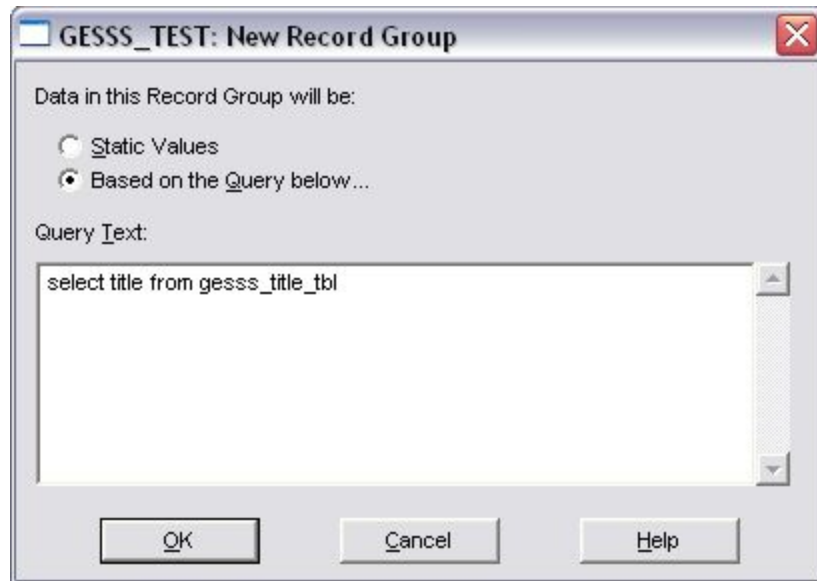 GESSS_TEST: New Record Group
Data in this Record Group will be:
Static Values
Based on the Query below...
Query Text:
select title from gesss_title_tbl
OK Cancel Help